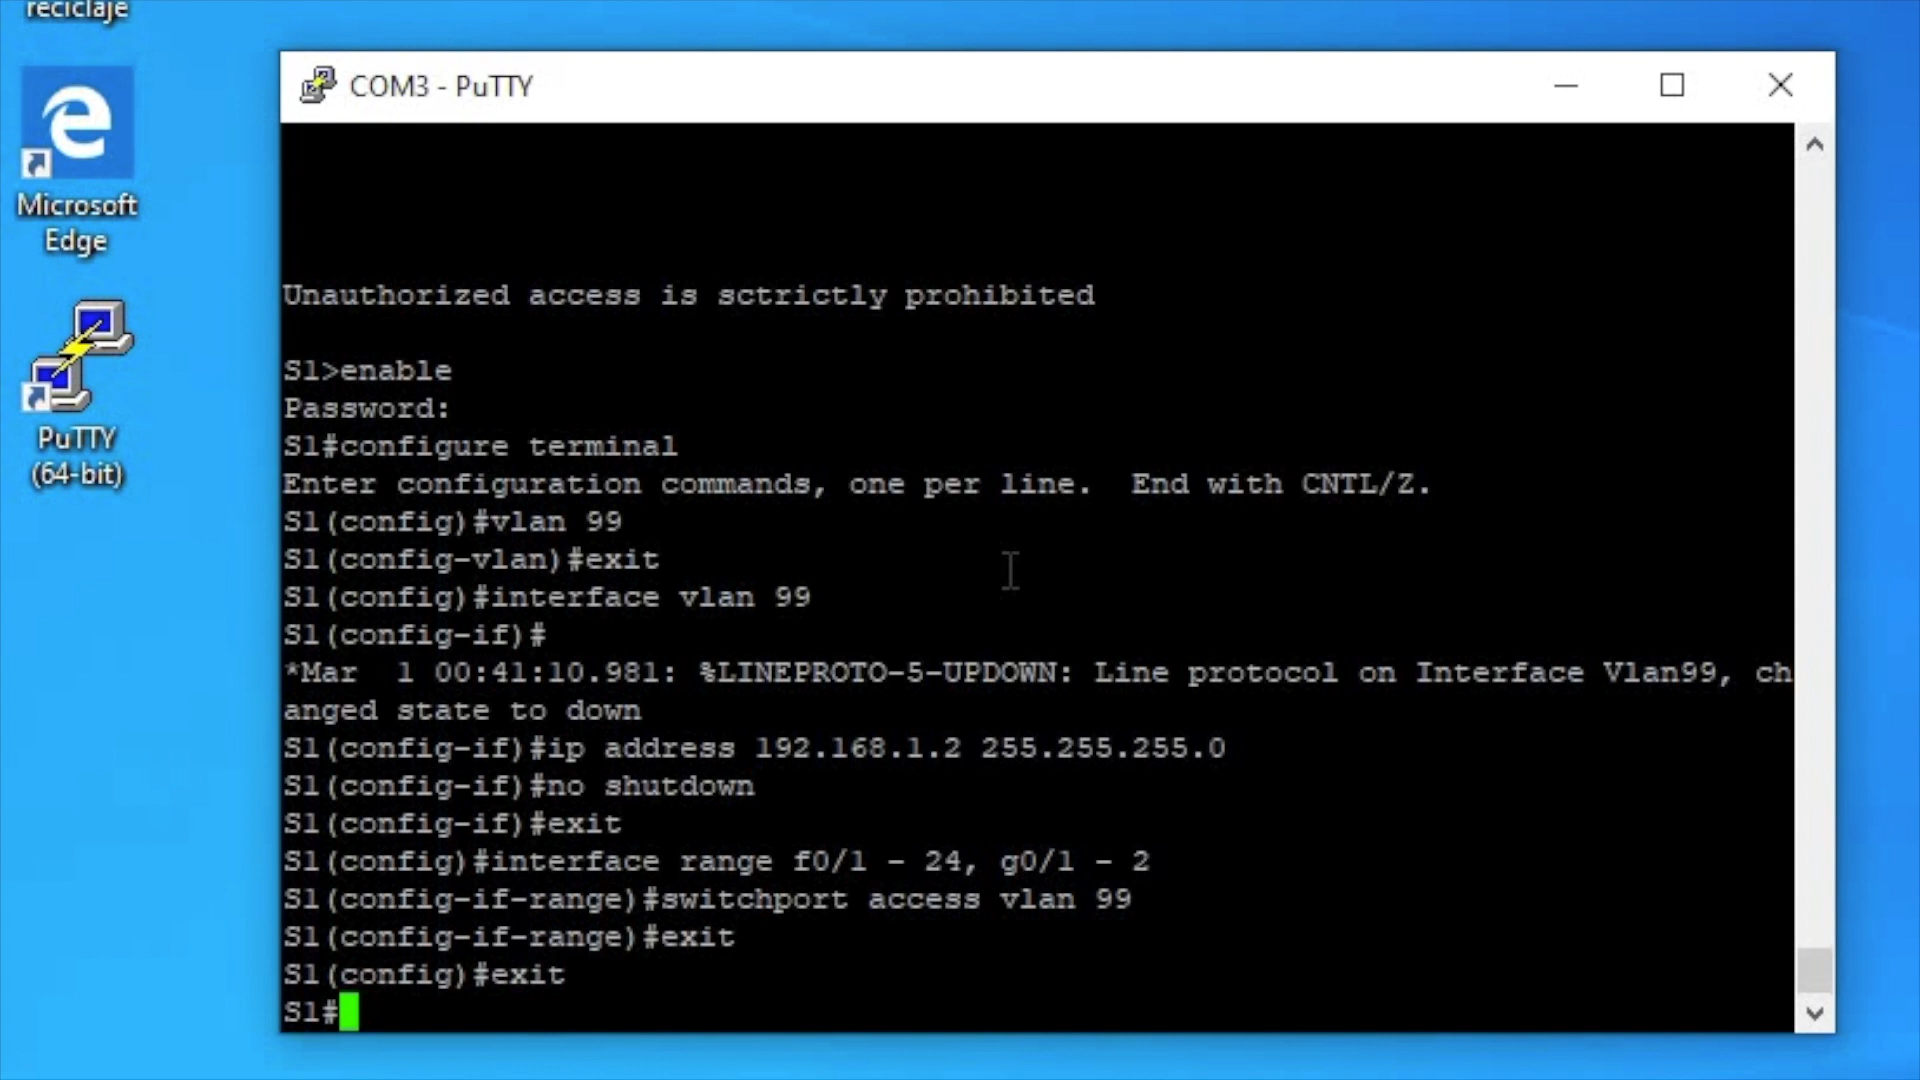 reciclaje
Microsoft
Edge
PuTTY
(64-bit)
COM3 - PuTTY
Unauthorized access is sctrictly prohibited
S1>enable
Password:
S1#configure terminal
Enter configuration commands, one per line.  End with CNTL/Z.
S1(config)#vlan 99
S1(config-vlan)#exit
S1(config)#interface vlan 99
S1(config-if)#
*Mar  1 00:41:10.981: %LINEPROTO-5-UPDOWN: Line protocol on Interface Vlan99, ch
anged state to down
S1(config-if)#ip address 192.168.1.2 255.255.255.0
S1(config-if)#no shutdown
S1(config-if)#exit
S1(config)#interface range f0/1 - 24, g0/1 - 2
S1(config-if-range)#switchport access vlan 99
S1(config-if-range)#exit
S1(config)#exit
S1#